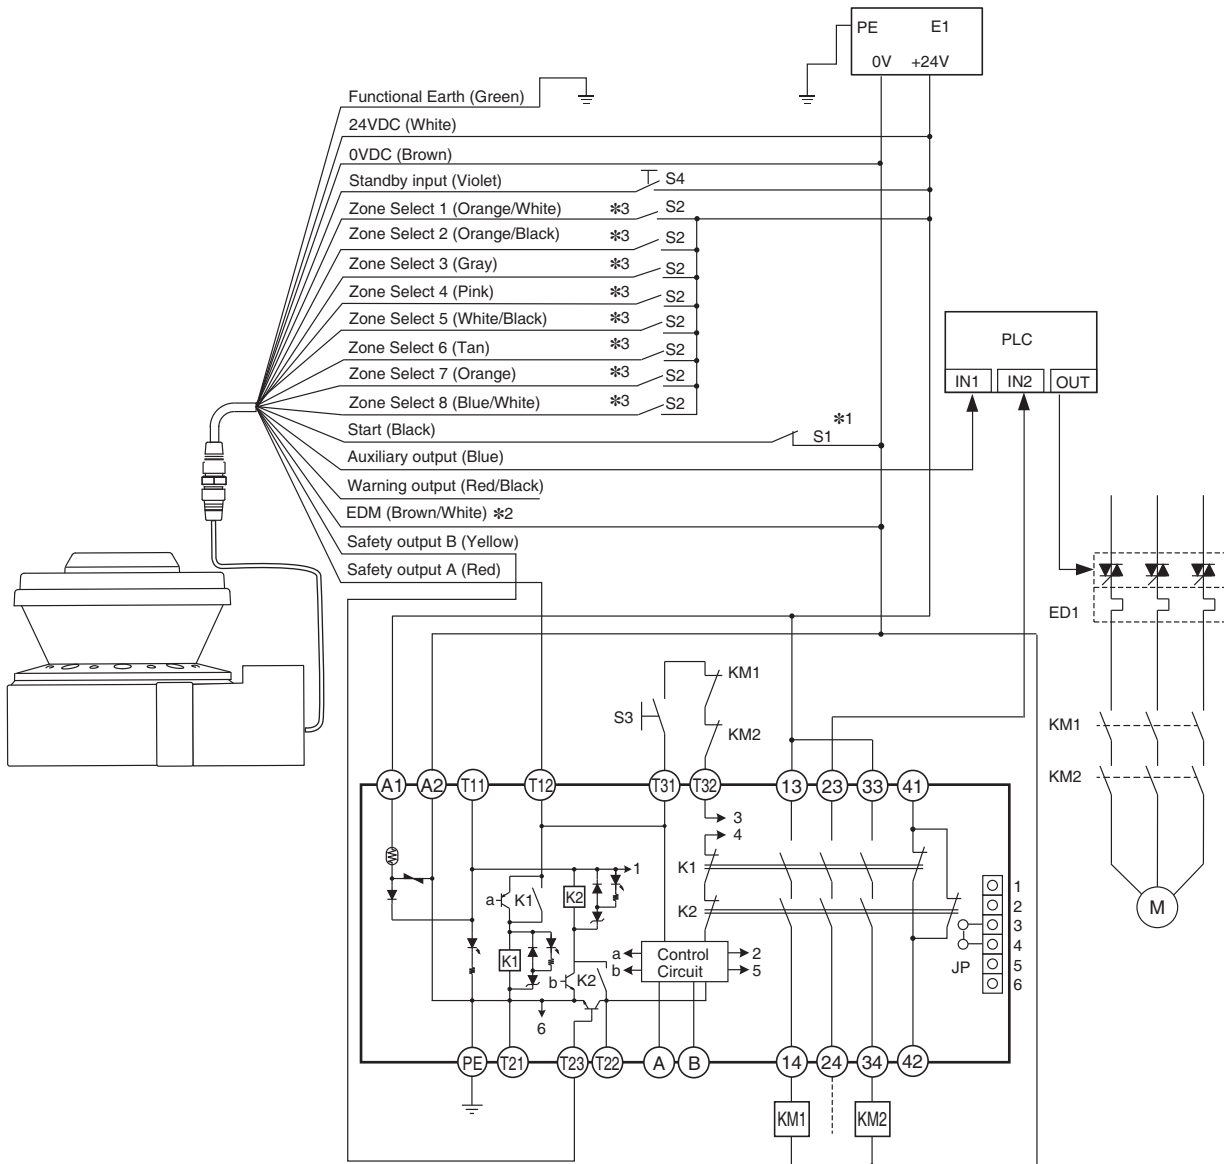 PE E1
0V +24V
Functional Earth (Green)
24VDC (White)
0VDC (Brown)
Standby input (Violet) S4
Zone Select 1 (Orange/White) *3 S2
Zone Select 2 (Orange/Black) *3 S2
Zone Select 3 (Gray) *3 S2
Zone Select 4 (Pink) *3 S2
Zone Select 5 (White/Black) *3 S2
Zone Select 6 (Tan) *3 S2
Zone Select 7 (Orange) *3 S2
Zone Select 8 (Blue/White) *3 S2
Start (Black) *1 S1
Auxiliary output (Blue)
Warning output (Red/Black)
EDM (Brown/White) *2
Safety output B (Yellow)
Safety output A (Red)
PLC
IN1 IN2 OUT
ED1
KM1
KM2
M
S3
KM1
KM2
A1 A2 T11 T12 T31 T32 13 23 33 41
3
4
1
K1
a K1 K2
K2
K1
b K2
a Control 2
b Circuit 5
6
JP
1
2
3
4
5
6
PE T21 T23 T22 A B 14 24 34 42
KM1 KM2